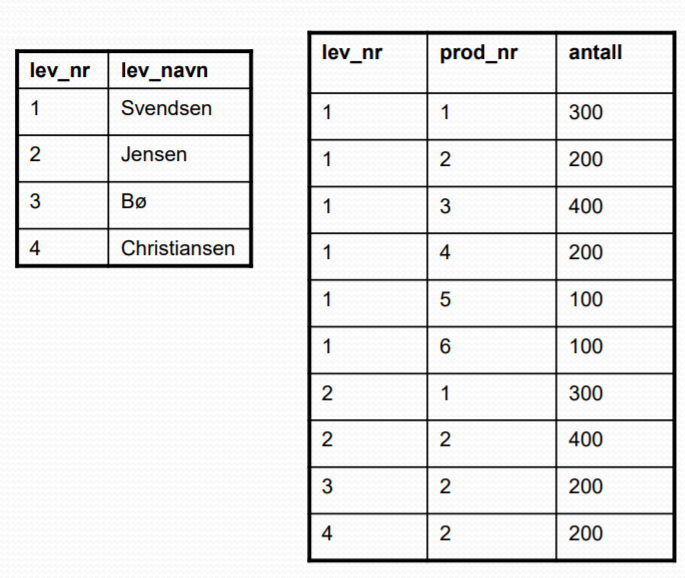 lev_nr lev_navn
1 Svendsen
2 Jensen
3 Bø
4 Christiansen
lev_nr prod_nr antall
1 1 300
1 2 200
1 3 400
1 4 200
1 5 100
1 6 100
2 1 300
2 2 400
3 2 200
4 2 200